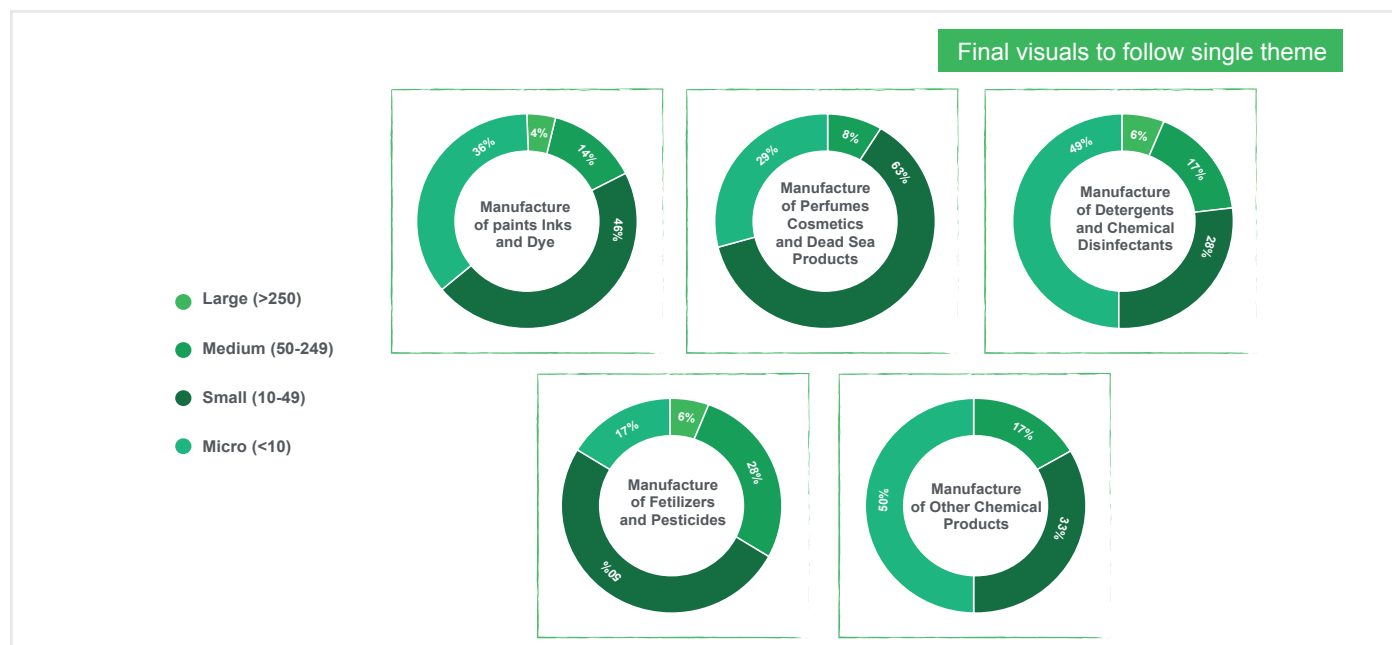 Final visuals to follow single theme
4%
14%
46%
36%
Manufacture
of paints Inks
and Dye
8%
63%
29%
Manufacture
of Perfumes
Cosmetics
and Dead Sea
Products
6%
17%
28%
49%
Manufacture
of Detergents
and Chemical
Disinfectants
Large (>250)
Medium (50-249)
Small (10-49)
Micro (<10)
6%
28%
50%
17%
Manufacture
of Fetilizers
and Pesticides
17%
33%
50%
Manufacture
of Other Chemical
Products